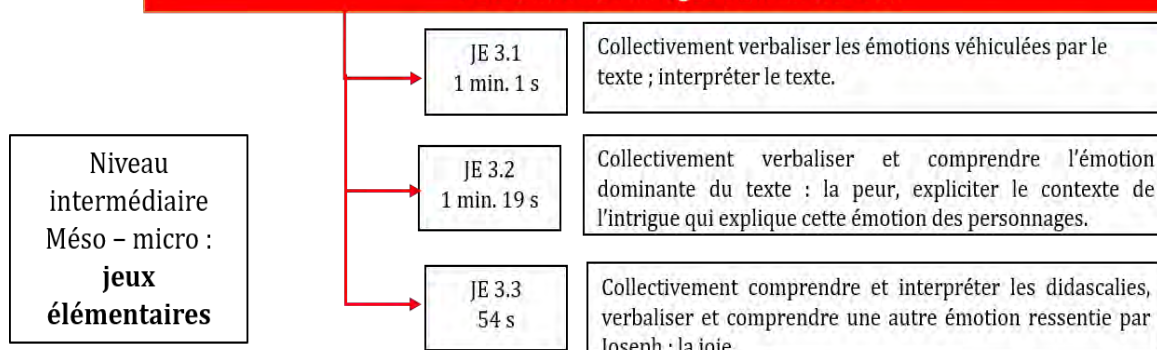 JE 3.1
1 min. 1 s
Collectivement verbaliser les émotions véhiculées par le
texte ; interpréter le texte.
Niveau
intermédiaire
Méso – micro :
jeux
élémentaires
JE 3.2
1 min. 19 s
Collectivement verbaliser et comprendre l'émotion
dominante du texte : la peur, expliciter le contexte de
l'intrigue qui explique cette émotion des personnages.
JE 3.3
54 s
Collectivement comprendre et interpréter les didascalies,
verbaliser et comprendre une autre émotion ressentie par
Joseph : la joie